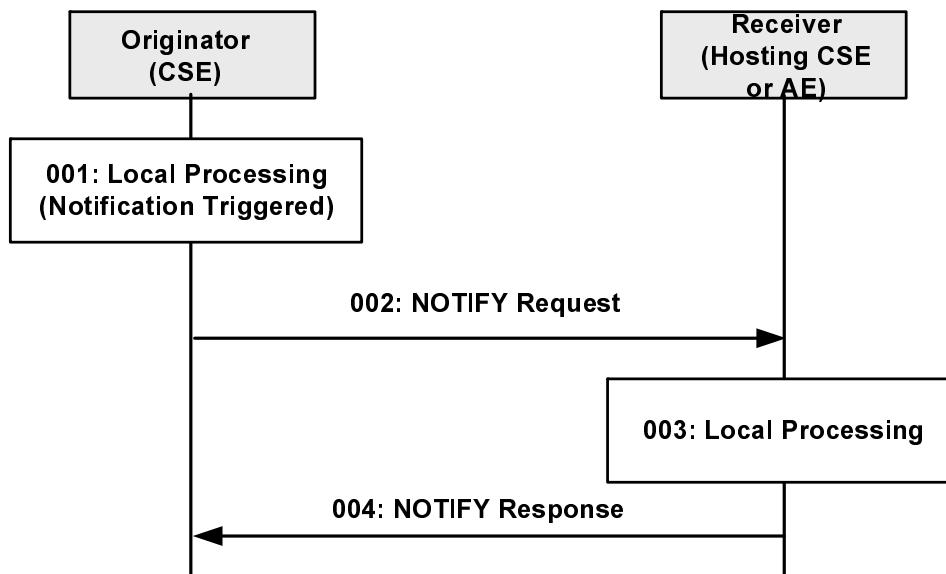 Originator
(CSE)
Receiver
(Hosting CSE
or AE)
001: Local Processing
(Notification Triggered)
002: NOTIFY Request
003: Local Processing
004: NOTIFY Response